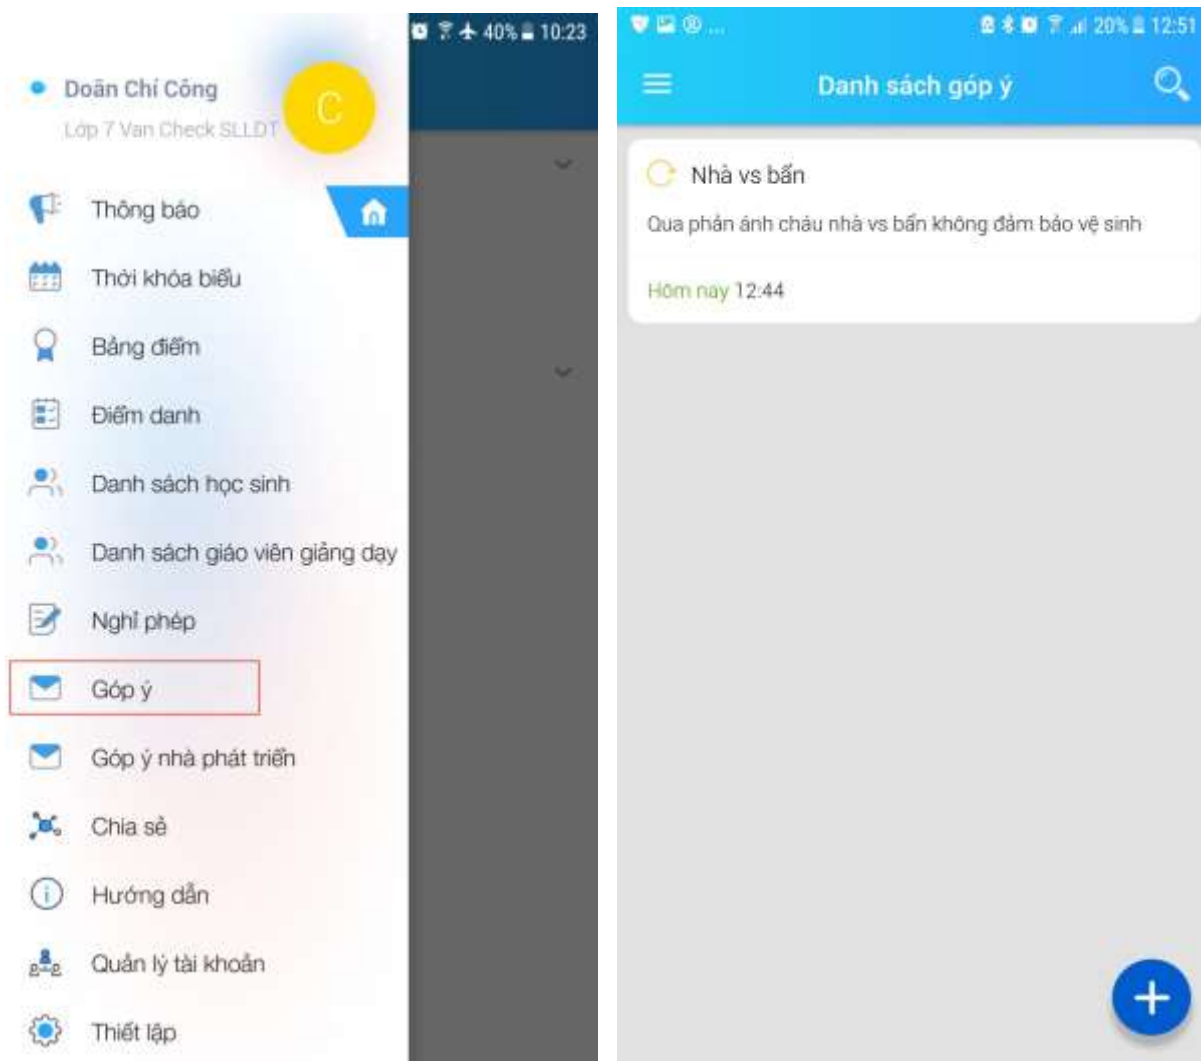 40% 10:23
Doãn Chí Công
C
Lớp 7 Van Check SLLDT
Thông báo
Thời khóa biểu
Bảng điểm
Điểm danh
Danh sách học sinh
Danh sách giáo viên giảng dạy
Nghỉ phép
Góp ý
Góp ý nhà phát triển
Chia sẻ
Hướng dẫn
Quản lý tài khoản
Thiết lập
... 20% 12:51
Danh sách góp ý
Nhà vs bẩn
Qua phản ánh cháu nhà vs bẩn không đảm bảo vệ sinh
Hôm nay 12:44